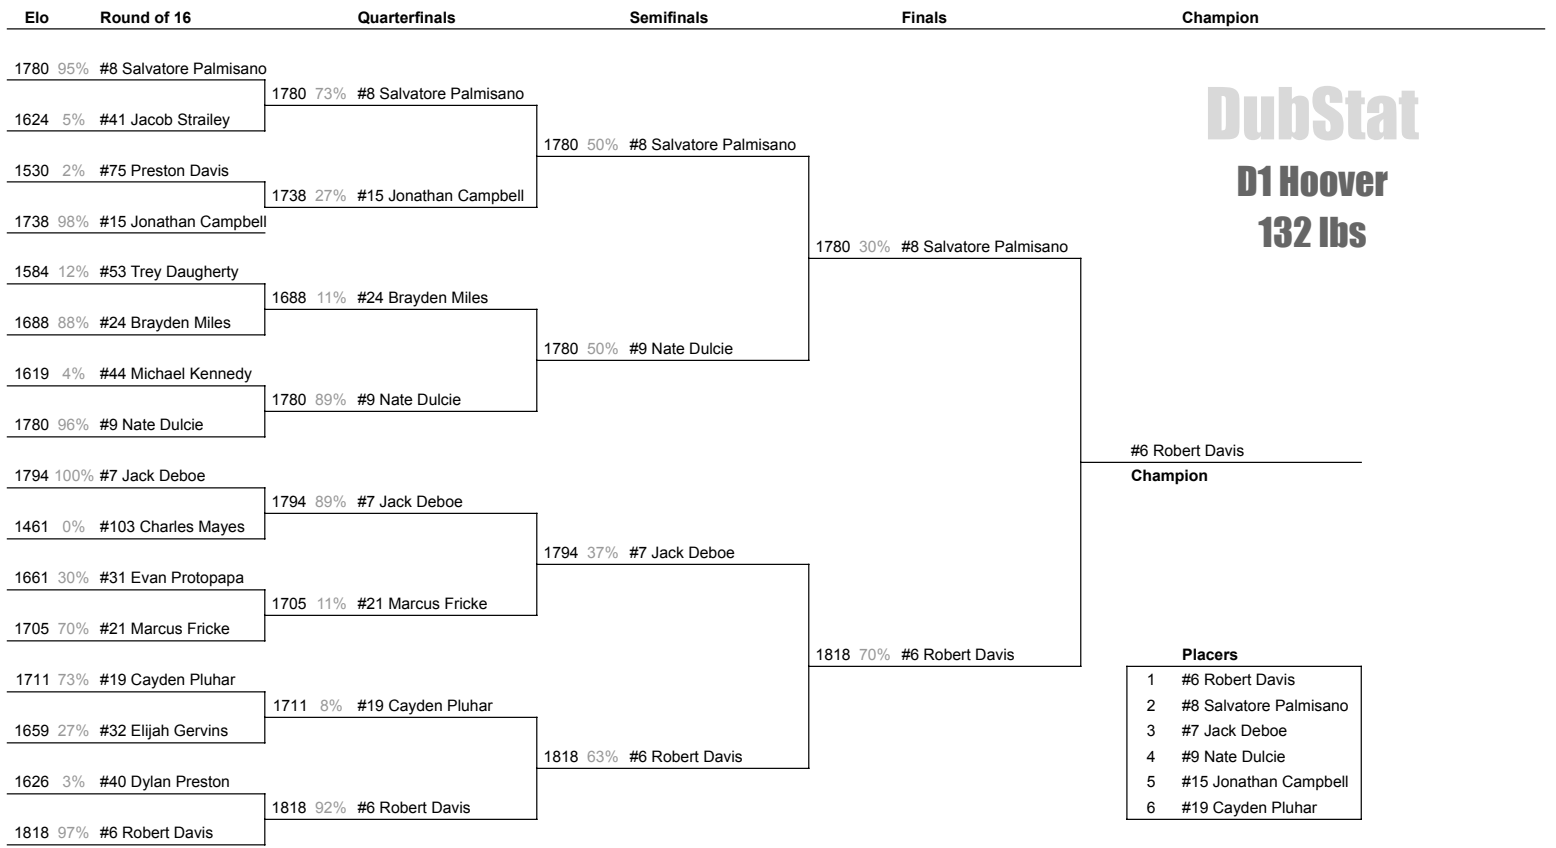 Elo Round of 16 Quarterfinals Semifinals Finals Champion
1780 95% #8 Salvatore Palmisano
1780 73% #8 Salvatore Palmisano
DubStat
1624 5% #41 Jacob Strailey
1780 50% #8 Salvatore Palmisano
1530 2% #75 Preston Davis
D1 Hoover
1738 27% #15 Jonathan Campbell
1738 98% #15 Jonathan Campbell
132 lbs
1780 30% #8 Salvatore Palmisano
1584 12% #53 Trey Daugherty
1688 11% #24 Brayden Miles
1688 88% #24 Brayden Miles
1780 50% #9 Nate Dulcie
1619 4% #44 Michael Kennedy
1780 89% #9 Nate Dulcie
1780 96% #9 Nate Dulcie
#6 Robert Davis
1794 100% #7 Jack Deboe
Champion
1794 89% #7 Jack Deboe
1461 0% #103 Charles Mayes
1794 37% #7 Jack Deboe
1661 30% #31 Evan Protopapa
1705 11% #21 Marcus Fricke
1705 70% #21 Marcus Fricke
1818 70% #6 Robert Davis
Placers
1711 73% #19 Cayden Pluhar
1 #6 Robert Davis
1711 8% #19 Cayden Pluhar
2 #8 Salvatore Palmisano
1659 27% #32 Elijah Gervins
3 #7 Jack Deboe
1818 63% #6 Robert Davis
4 #9 Nate Dulcie
1626 3% #40 Dylan Preston
5 #15 Jonathan Campbell
1818 92% #6 Robert Davis
6 #19 Cayden Pluhar
1818 97% #6 Robert Davis